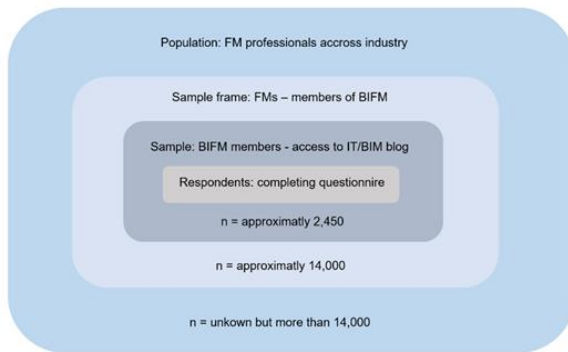 Population: FM professionals accross industry
Sample frame: FMs – members of BIFM
Sample: BIFM members - access to IT/BIM blog
Respondents: completing questionnire
n = approximatly 2,450
n = approximatly 14,000
n = unkown but more than 14,000